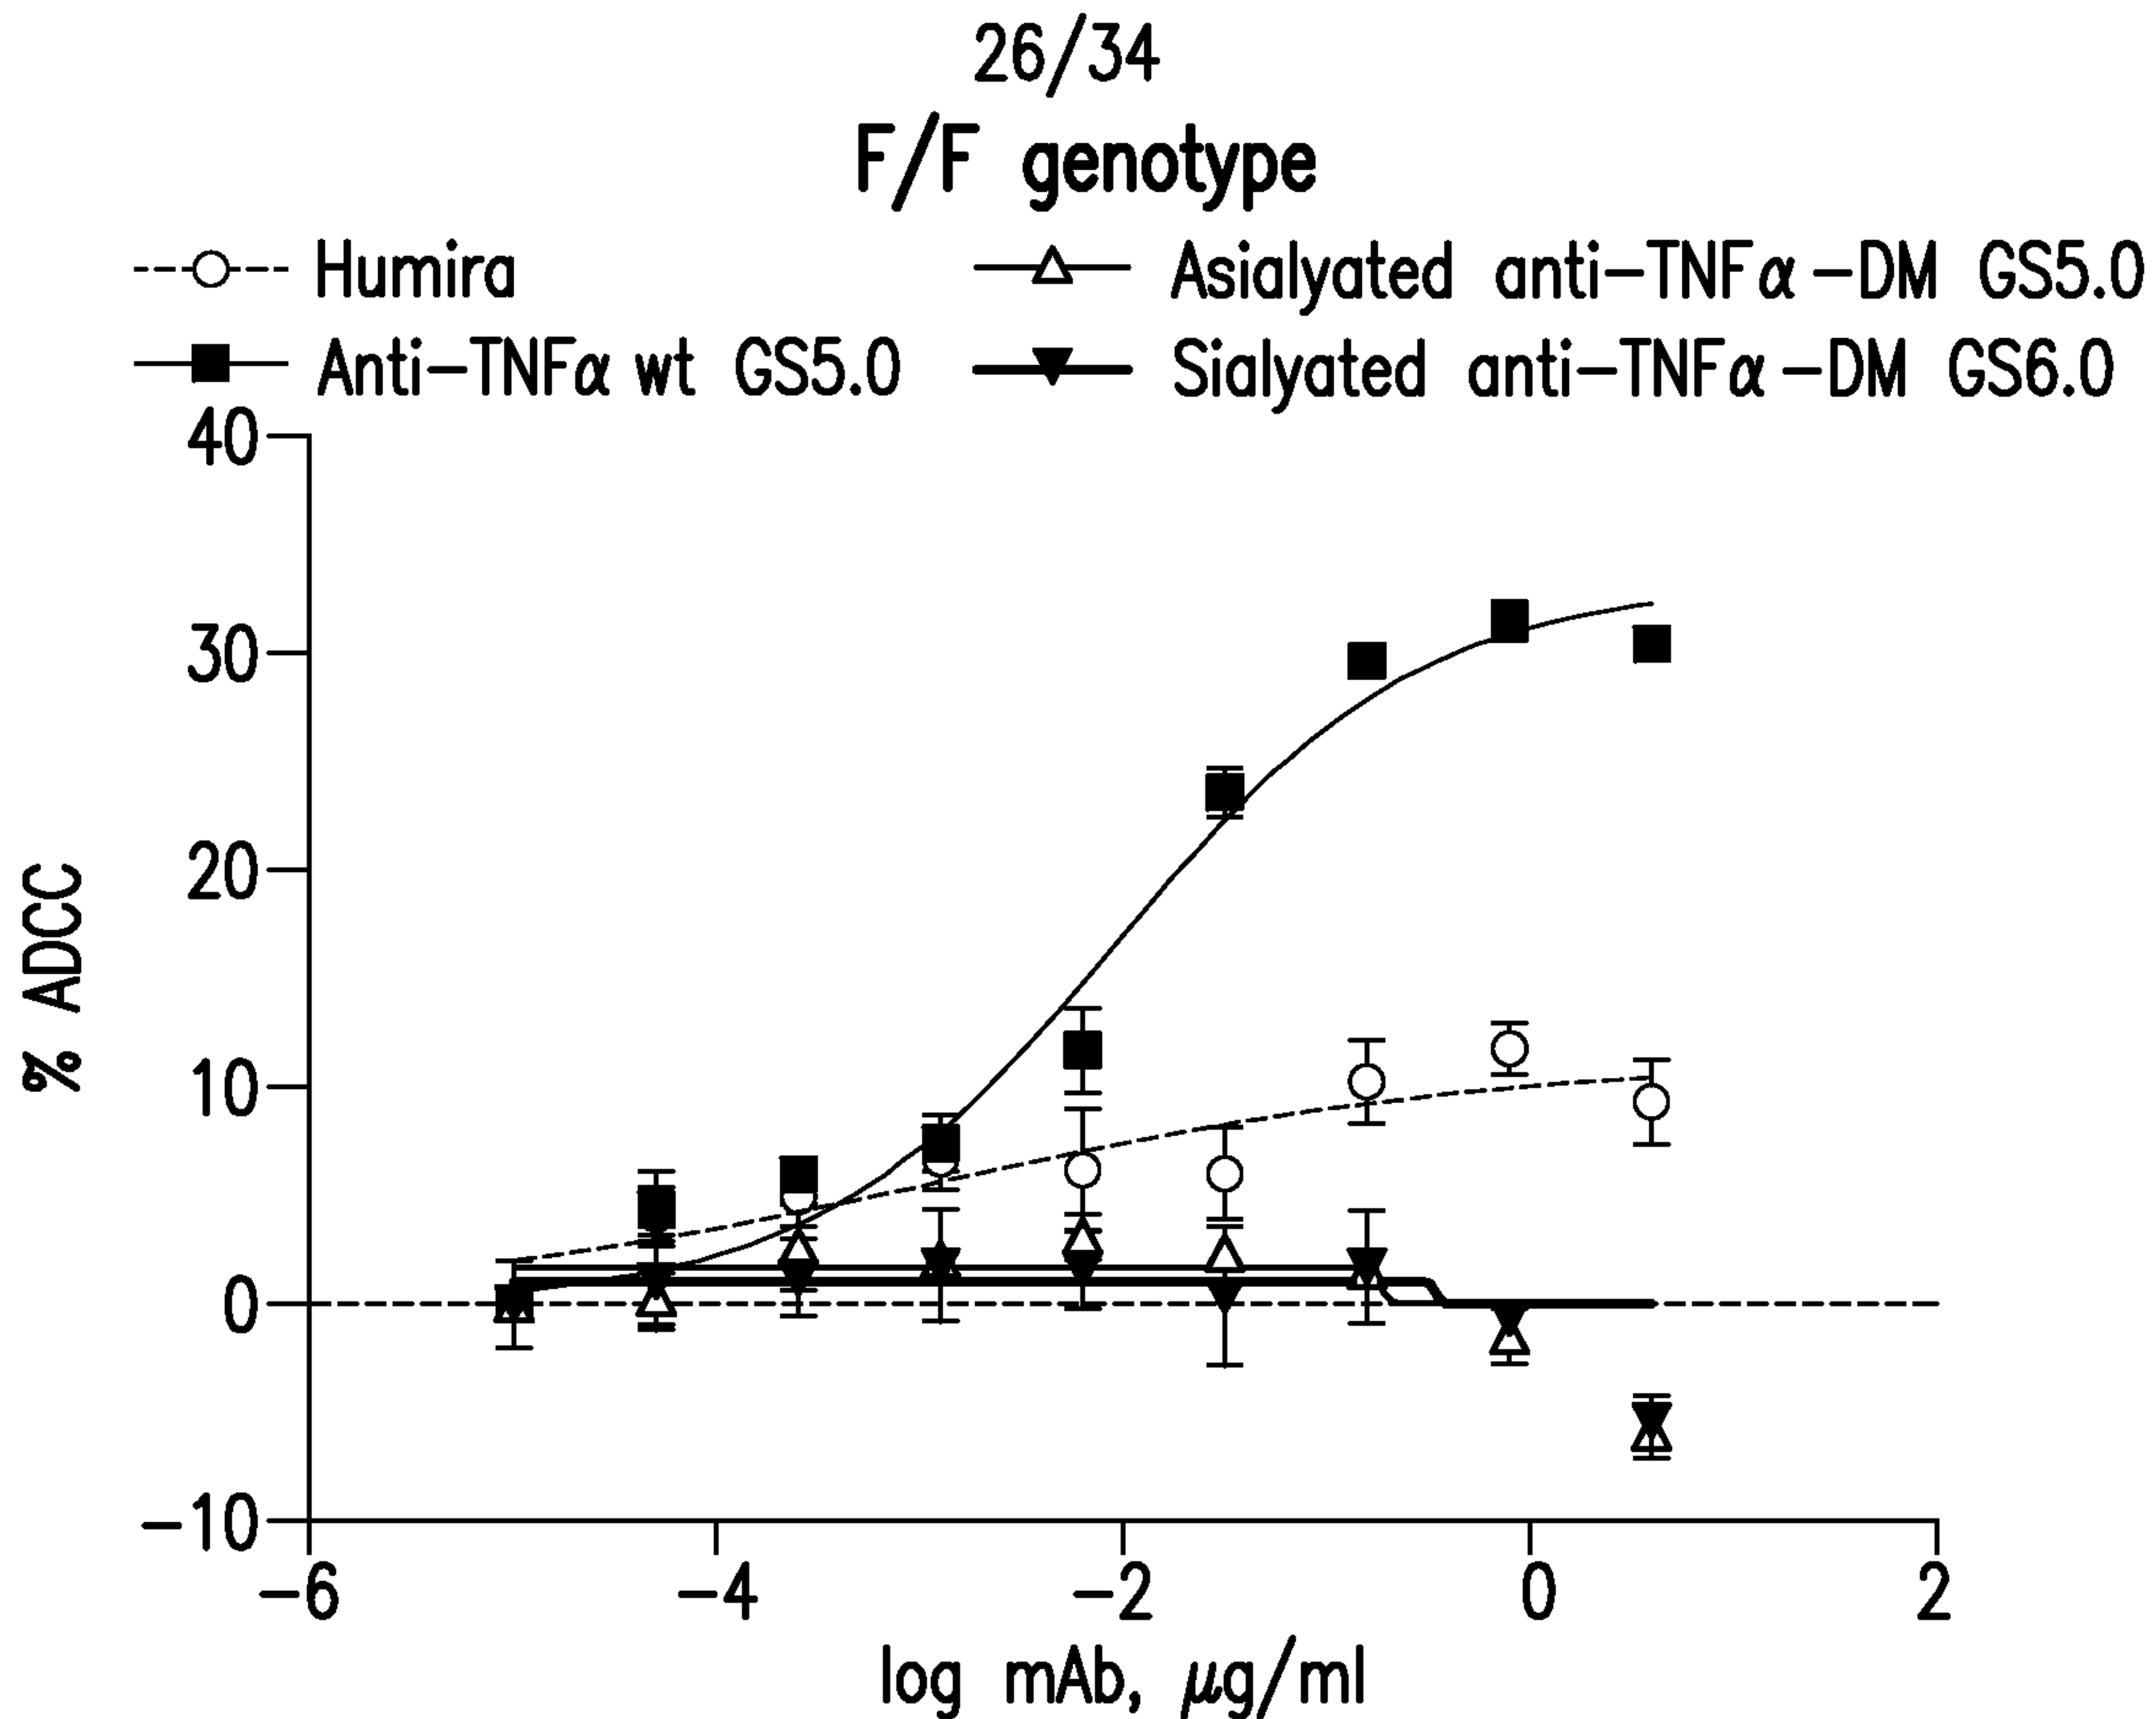 26/34
F/F genotype
Humira
Asialyated anti-TNFα-DM GS5.0
Anti-TNFα wt GS5.0
Sialyated anti-TNFα-DM GS6.0
40
30
20
10
0
-10
% ADCC
-6 -4 -2 0 2
log mAb, μg/ml